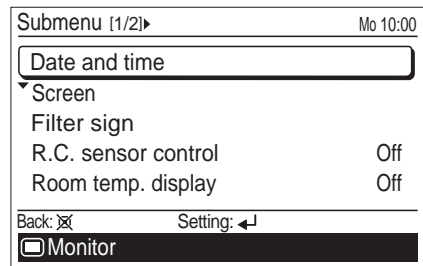 Submenu [1/2]▸ Mo 10:00
Date and time
Screen
Filter sign
R.C. sensor control Off
Room temp. display Off
Back: Setting:
Monitor